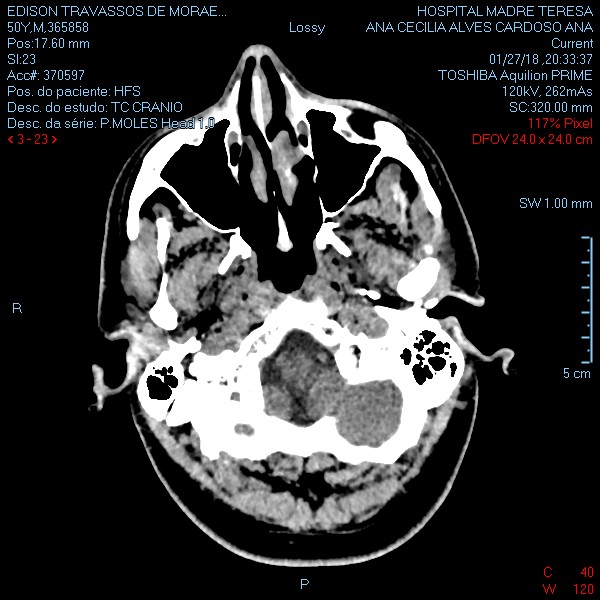 EDISON TRAVASSOS DE MORAE...
50Y,M,365858
Pos:17.60 mm
SI:23
Acc#: 370597
Pos. do paciente: HFS
Desc. do estudo: TC CRANIO
Desc. da série: P.MOLES Head 1.0
< 3 - 23 >
Lossy
HOSPITAL MADRE TERESA
ANA CECILIA ALVES CARDOSO ANA
Current
01/27/18 ,20:33:37
TOSHIBA Aquilion PRIME
120kV, 262mAs
SC:320.00 mm
117% Pixel
DFOV 24.0 x 24.0 cm
SW 1.00 mm
R
5 cm
P
C 40
W 120